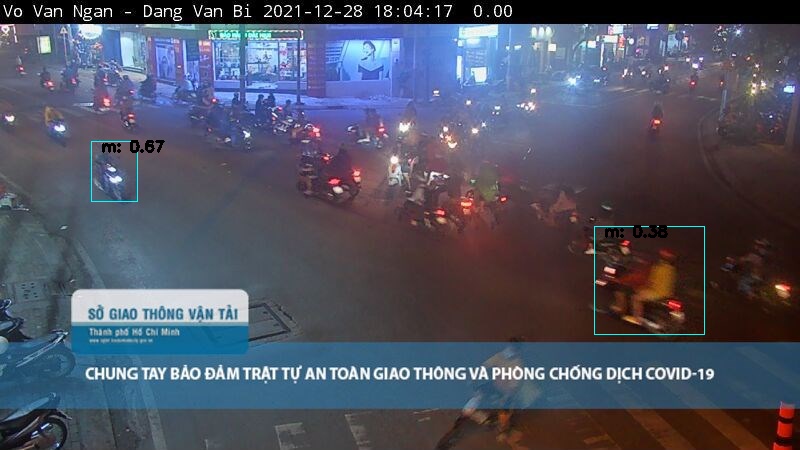 Vo Van Ngan - Dang Van Bi 2021-12-28 18:04:17 0.00
m: 0.67
m: 0.38
SỞ GIAO THÔNG VẬN TẢI
Thành phố Hồ Chí Minh
CHUNG TAY BẢO ĐẢM TRẬT TỰ AN TOÀN GIAO THÔNG VÀ PHÒNG CHỐNG DỊCH COVID-19